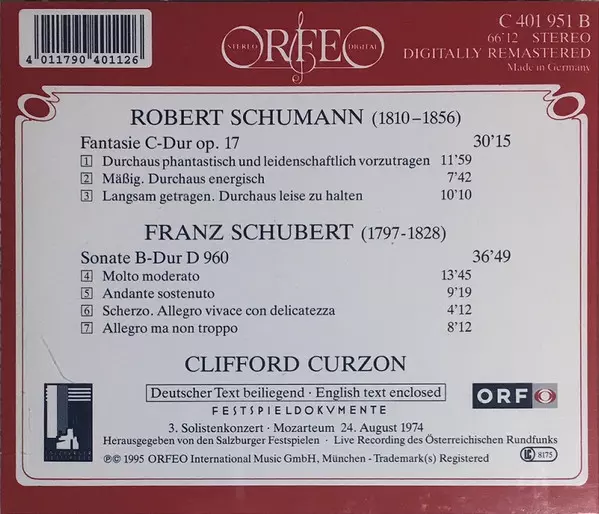 4 011790 401126
STEREO ORFEO DIGITAL
C 401 951 B
66'12 STEREO
DIGITALLY REMASTERED
Made in Germany
ROBERT SCHUMANN (1810–1856)
Fantasie C-Dur op. 17 30'15
1 Durchaus phantastisch und leidenschaftlich vorzutragen 11'59
2 Mäßig. Durchaus energisch 7'42
3 Langsam getragen. Durchaus leise zu halten 10'10
FRANZ SCHUBERT (1797-1828)
Sonate B-Dur D 960 36'49
4 Molto moderato 13'45
5 Andante sostenuto 9'19
6 Scherzo. Allegro vivace con delicatezza 4'12
7 Allegro ma non troppo 8'12
CLIFFORD CURZON
Deutscher Text beiliegend · English text enclosed
FESTSPIELDOKVMENTE
ORF
3. Solistenkonzert · Mozarteum 24. August 1974
Herausgegeben von den Salzburger Festspielen · Live Recording des Österreichischen Rundfunks
℗© 1995 ORFEO International Music GmbH, München · Trademark(s) Registered
LC 8175